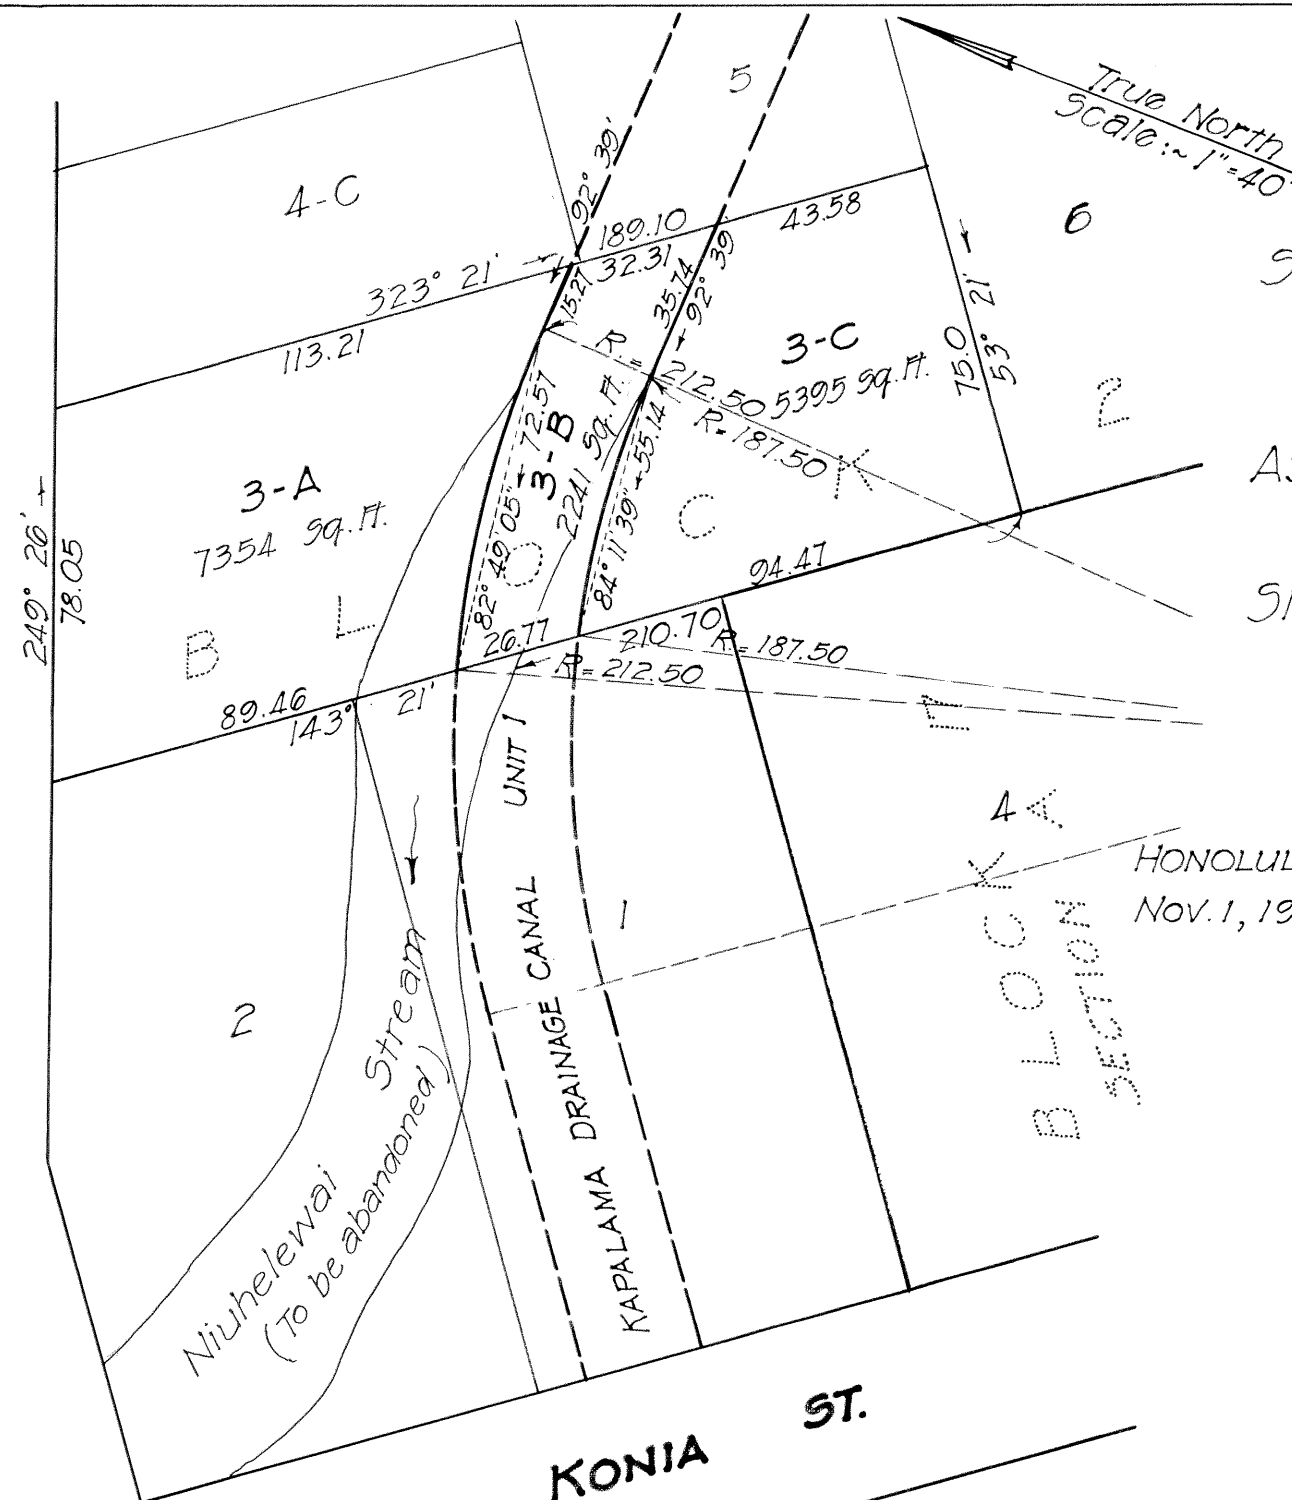 5
True North
Scale:~ 1"=40'
4-C
92° 39'
189.10
43.58
6
323° 21'
32.31
15.27
35.74
92° 39'
113.21
3-C
5395 Sq.Ft.
75.0
53° 21'
R. = 212.50
R.= 187.50
3-A
7354 Sq.Ft.
82° 49' 05" 72.57
3-B
2241 Sq.Ft.
84° 11' 39" 55.14
249° 26'
78.05
B L O C K 2
94.47
26.77
210.70
R.= 187.50
R= 212.50
89.46
143° 21'
UNIT 1
4
1
2
HONOLUL
NOV. 1, 19
BLOCK
SECTION A
Stream
Niuhelewai
(To be abandoned)
KAPALAMA DRAINAGE CANAL
KONIA ST.